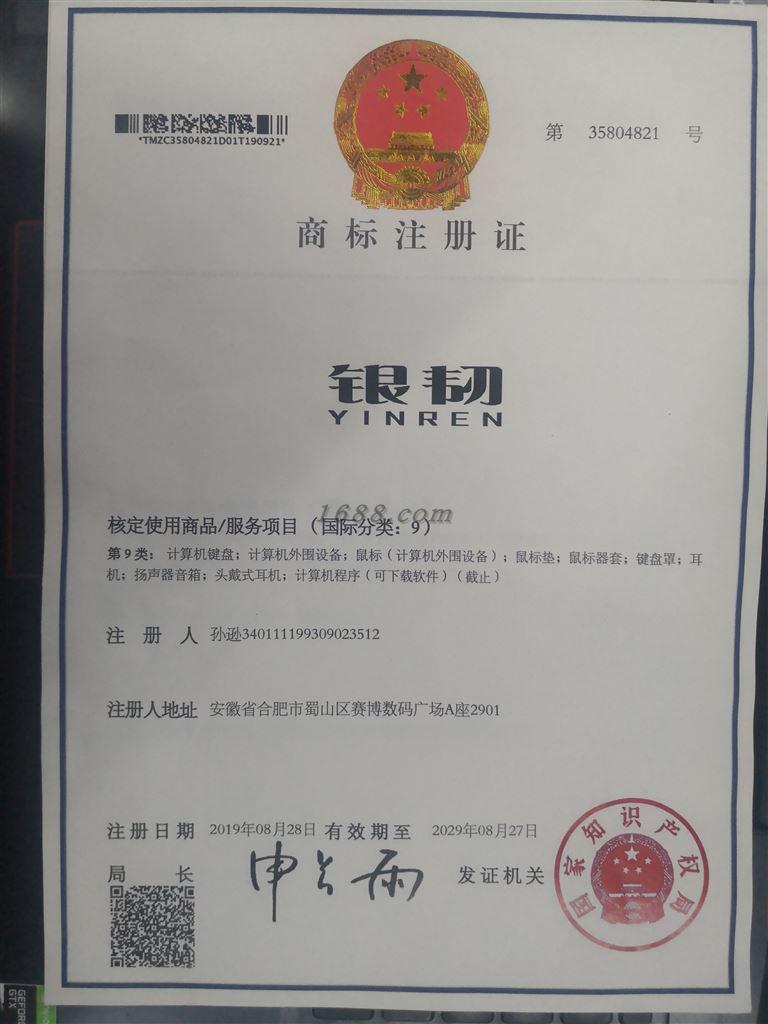 第 35804821 号
*TMZC35804821D01T190921*
商标注册证
银韧
YINREN
1688.com
核定使用商品/服务项目（国际分类：9）
第9类：计算机键盘；计算机外围设备；鼠标（计算机外围设备）；鼠标垫；鼠标器套；键盘罩；耳
机；扬声器音箱；头戴式耳机；计算机程序（可下载软件）（截止）
注册人 孙逊340111199309023512
注册人地址 安徽省合肥市蜀山区赛博数码广场A座2901
注册日期 2019年08月28日 有效期至 2029年08月27日
局长 申长雨 发证机关
国家知识产权局
GEFORCE
GTX